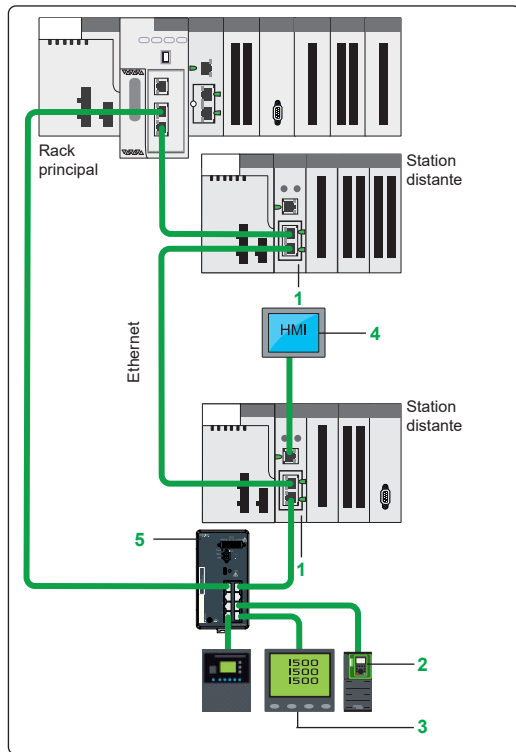 Rack
principal
Station
distante
1
HMI
4
Ethernet
Station
distante
5
1
1500
1500
1500
2
3